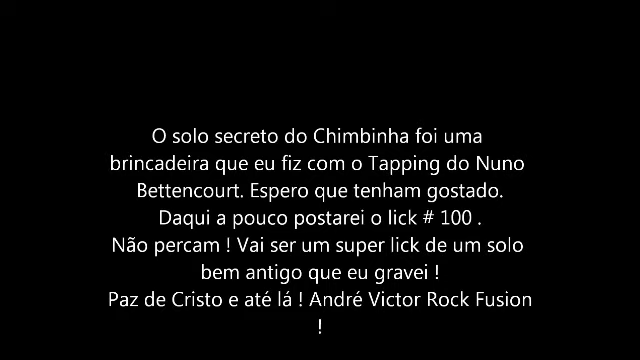 O solo secreto do Chimbinha foi uma
brincadeira que eu fiz com o Tapping do Nuno
Bettencourt. Espero que tenham gostado.
Daqui a pouco postarei o lick # 100 .
Não percam ! Vai ser um super lick de um solo
bem antigo que eu gravei !
Paz de Cristo e até lá ! André Victor Rock Fusion
!